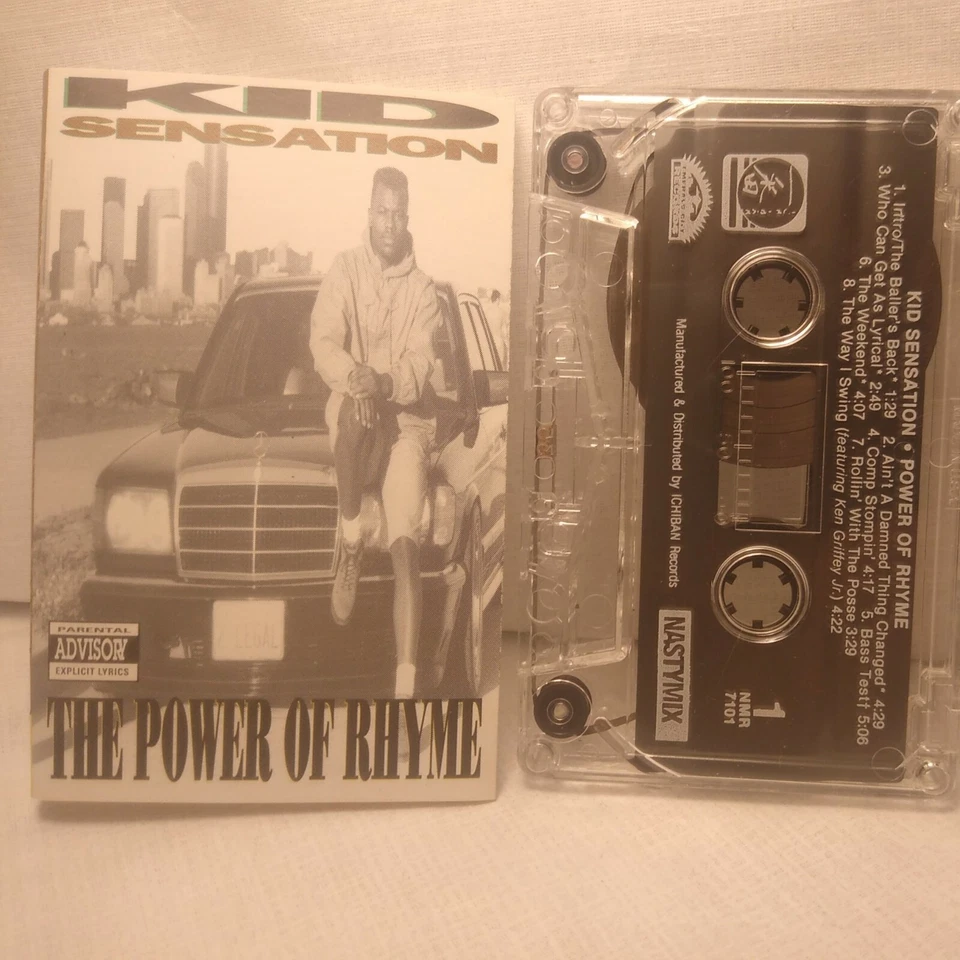 KID
SENSATION
PARENTAL
ADVISORY
EXPLICIT LYRICS
THE POWER OF RHYME
KID SENSATION • POWER OF RHYME
1. Intro/The Baller's Back* 1:29 2. Ain't A Damned Thing Changed* 4:29
3. Who Can Get As Lyrical* 2:49 4. Comp Stompin' 4:17 5. Bass Test† 5:06
6. The Weekend* 4:07 7. Rollin' With The Posse 3:29
8. The Way I Swing (featuring Ken Griffey Jr.) 4:22
EMERALD CITY
RECORDS
Manufactured & Distributed by ICHIBAN Records
NASTYMIX
1
NMR
7101